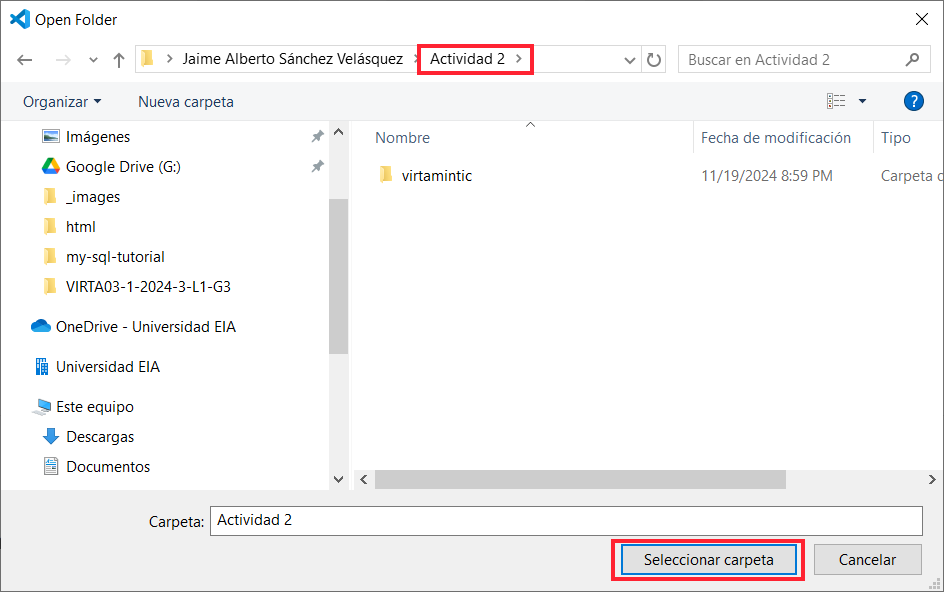 Open Folder
Jaime Alberto Sánchez Velásquez > Actividad 2 >
Buscar en Actividad 2
Organizar
Nueva carpeta
?
Imágenes
Google Drive (G:)
_images
html
my-sql-tutorial
VIRTA03-1-2024-3-L1-G3
OneDrive - Universidad EIA
Universidad EIA
Este equipo
Descargas
Documentos
Nombre Fecha de modificación Tipo
virtamintic 11/19/2024 8:59 PM Carpeta d
Carpeta: Actividad 2
Seleccionar carpeta Cancelar